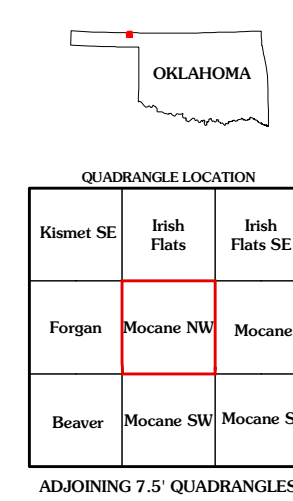 OKLAHOMA
QUADRANGLE LOCATION
Kismet SE
Irish
Flats
Irish
Flats SE
Forgan
Mocane NW
Mocane
Beaver
Mocane SW
Mocane S
ADJOINING 7.5' QUADRANGLES